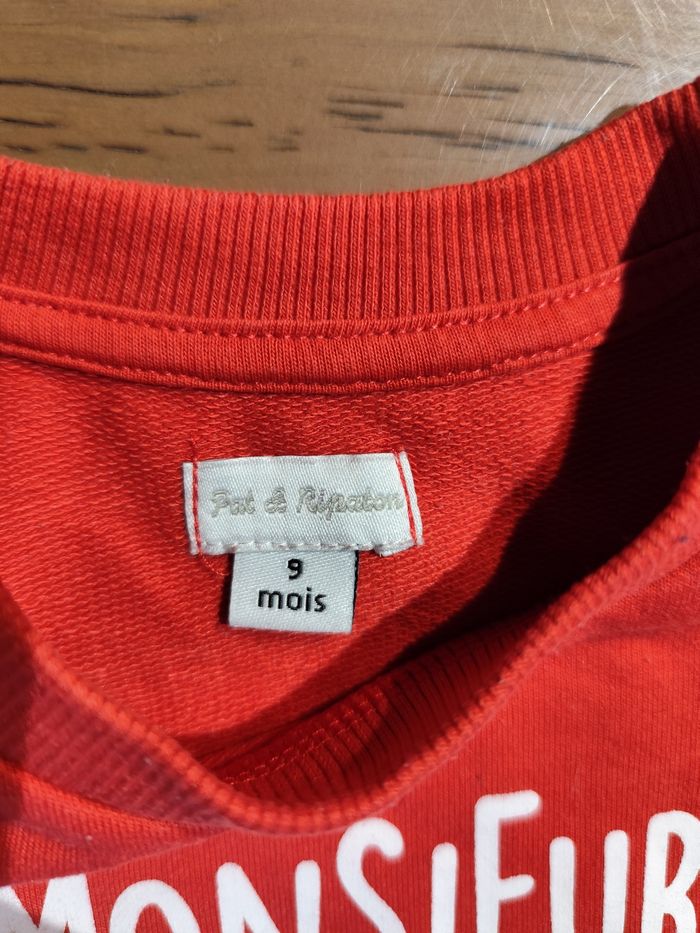 Pat & Ripaton
9
mois
MONSIEUR